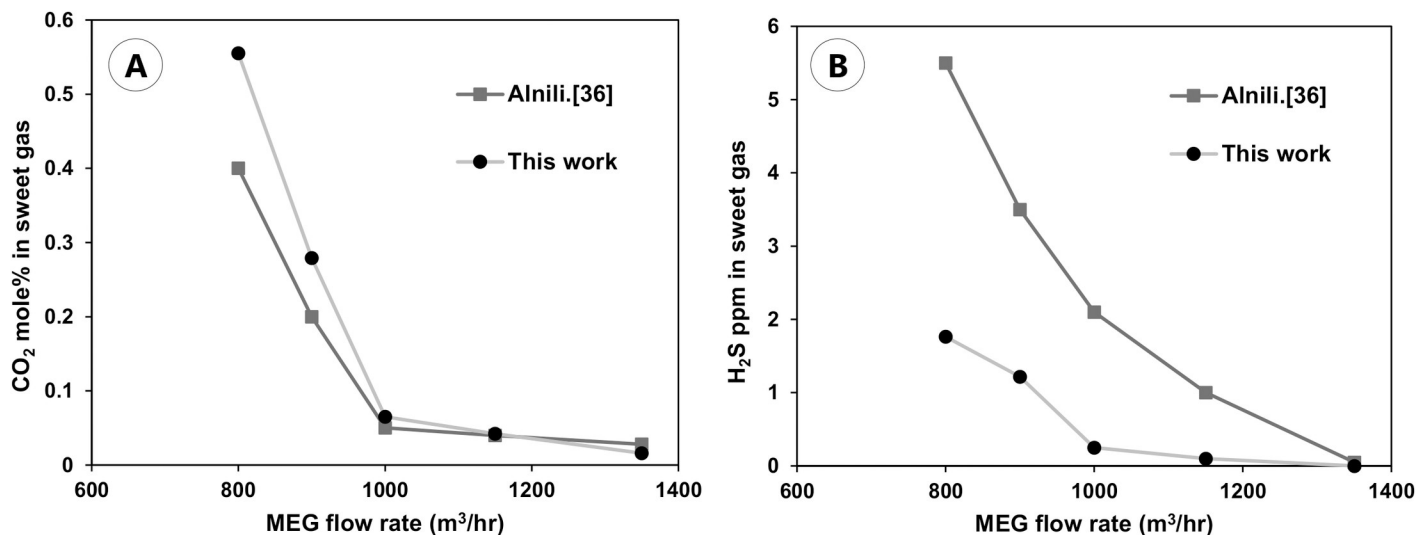 A
0.6
0.5
0.4
0.3
0.2
0.1
0
CO₂ mole% in sweet gas
Alnili.[36]
This work
600
800
1000
1200
1400
MEG flow rate (m³/hr)
B
6
5
4
3
2
1
0
H₂S ppm in sweet gas
Alnili.[36]
This work
600
800
1000
1200
1400
MEG flow rate (m³/hr)